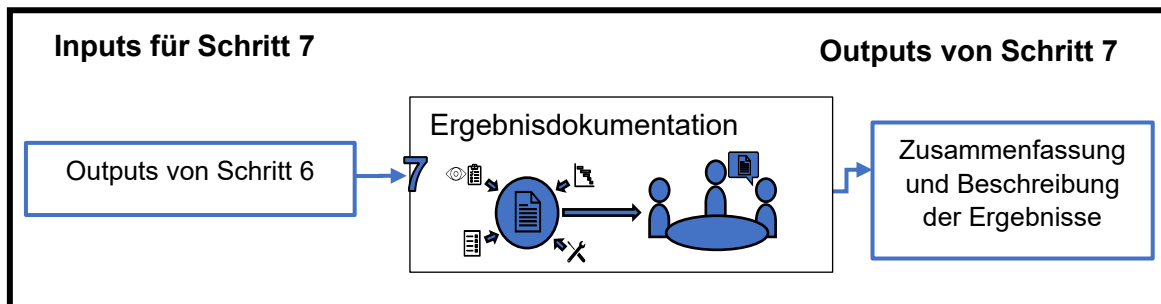 Inputs für Schritt 7
Outputs von Schritt 7
Outputs von Schritt 6
7
Ergebnisdokumentation
Zusammenfassung
und Beschreibung
der Ergebnisse